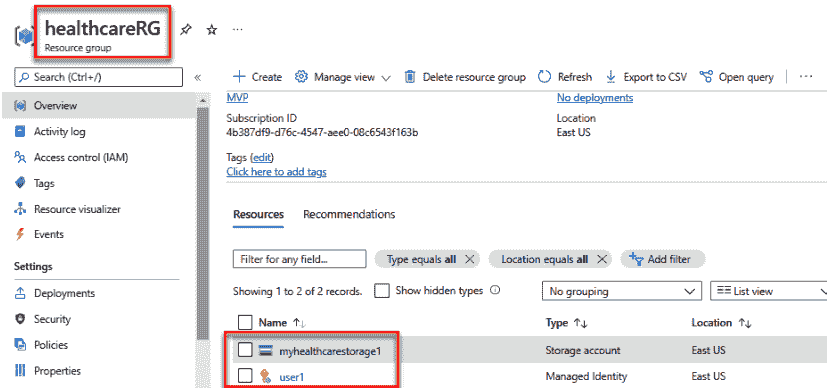 healthcareRG
Resource group
Search (Ctrl+/)
Overview
Activity log
Access control (IAM)
Tags
Resource visualizer
Events
Settings
Deployments
Security
Policies
Properties
Create Manage view Delete resource group Refresh Export to CSV Open query
MVP No deployments
Subscription ID Location
4b387df9-d76c-4547-aee0-08c6543f163b East US
Tags (edit)
Click here to add tags
Resources Recommendations
Filter for any field... Type equals all Location equals all Add filter
Showing 1 to 2 of 2 records. Show hidden types No grouping List view
Name Type Location
myhealthcarestorage1 Storage account East US
user1 Managed Identity East US